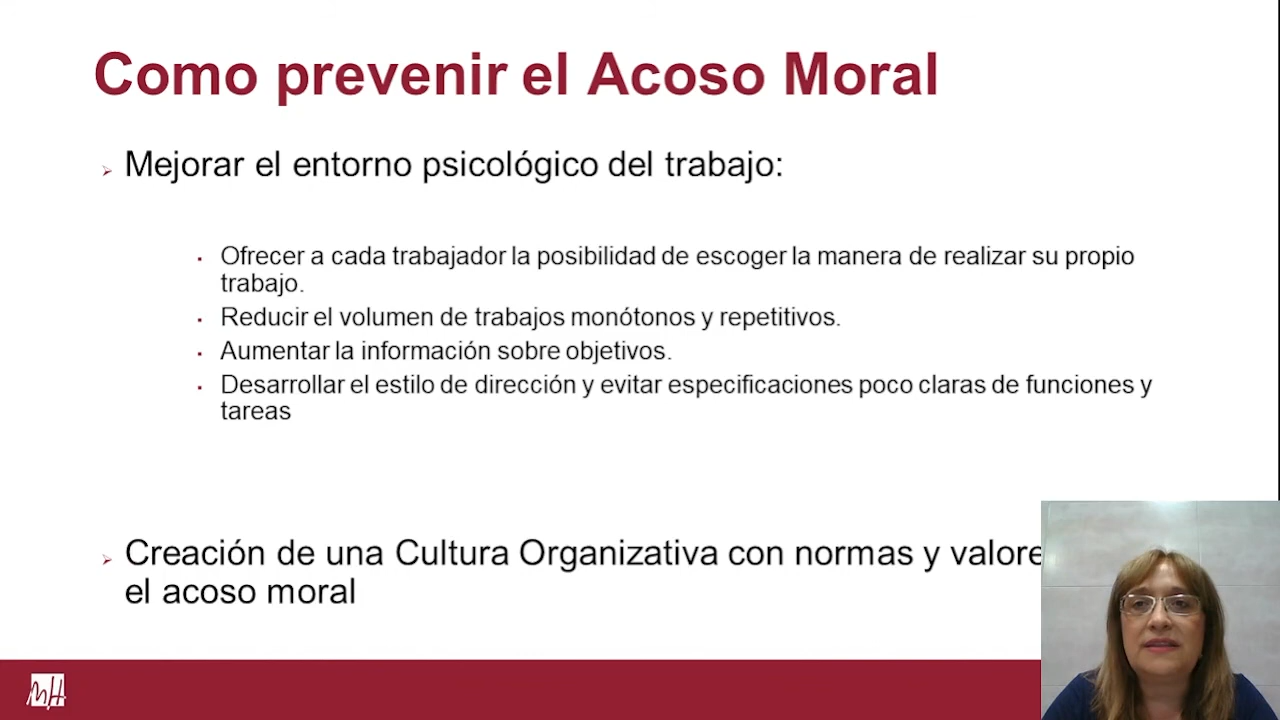 Como prevenir el Acoso Moral
Mejorar el entorno psicológico del trabajo:
Ofrecer a cada trabajador la posibilidad de escoger la manera de realizar su propio
trabajo.
Reducir el volumen de trabajos monótonos y repetitivos.
Aumentar la información sobre objetivos.
Desarrollar el estilo de dirección y evitar especificaciones poco claras de funciones y
tareas
Creación de una Cultura Organizativa con normas y valore
el acoso moral